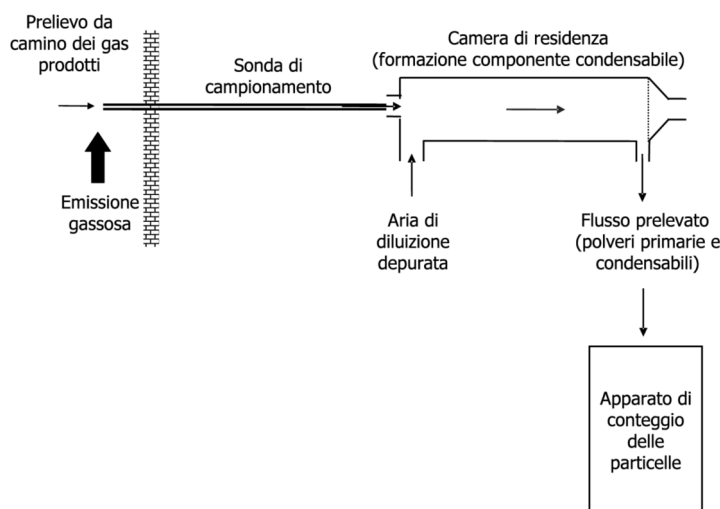 Prelievo da
camino dei gas
prodotti
Sonda di
campionamento
Camera di residenza
(formazione componente condensabile)
Emissione
gassosa
Aria di
diluizione
depurata
Flusso prelevato
(polveri primarie e
condensabili)
Apparato di
conteggio
delle
particelle